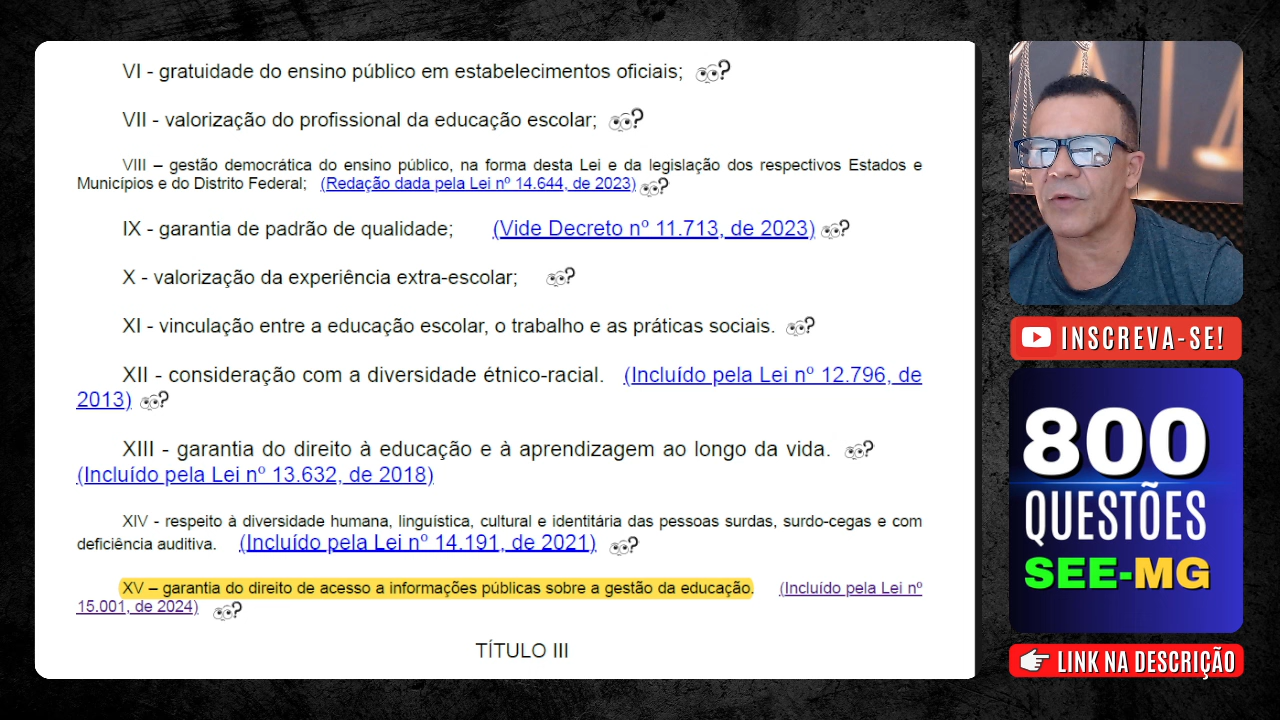 VI - gratuidade do ensino público em estabelecimentos oficiais; ?
VII - valorização do profissional da educação escolar; ?
VIII – gestão democrática do ensino público, na forma desta Lei e da legislação dos respectivos Estados e
Municípios e do Distrito Federal; (Redação dada pela Lei nº 14.644, de 2023) ?
IX - garantia de padrão de qualidade; (Vide Decreto nº 11.713, de 2023) ?
X - valorização da experiência extra-escolar; ?
XI - vinculação entre a educação escolar, o trabalho e as práticas sociais. ?
XII - consideração com a diversidade étnico-racial. (Incluído pela Lei nº 12.796, de
2013) ?
XIII - garantia do direito à educação e à aprendizagem ao longo da vida. ?
(Incluído pela Lei nº 13.632, de 2018)
XIV - respeito à diversidade humana, linguística, cultural e identitária das pessoas surdas, surdo-cegas e com
deficiência auditiva. (Incluído pela Lei nº 14.191, de 2021) ?
XV – garantia do direito de acesso a informações públicas sobre a gestão da educação. (Incluído pela Lei nº
15.001, de 2024) ?
TÍTULO III
INSCREVA-SE!
800
QUESTÕES
SEE-MG
LINK NA DESCRIÇÃO